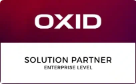 OXID
SOLUTION PARTNER
ENTERPRISE LEVEL